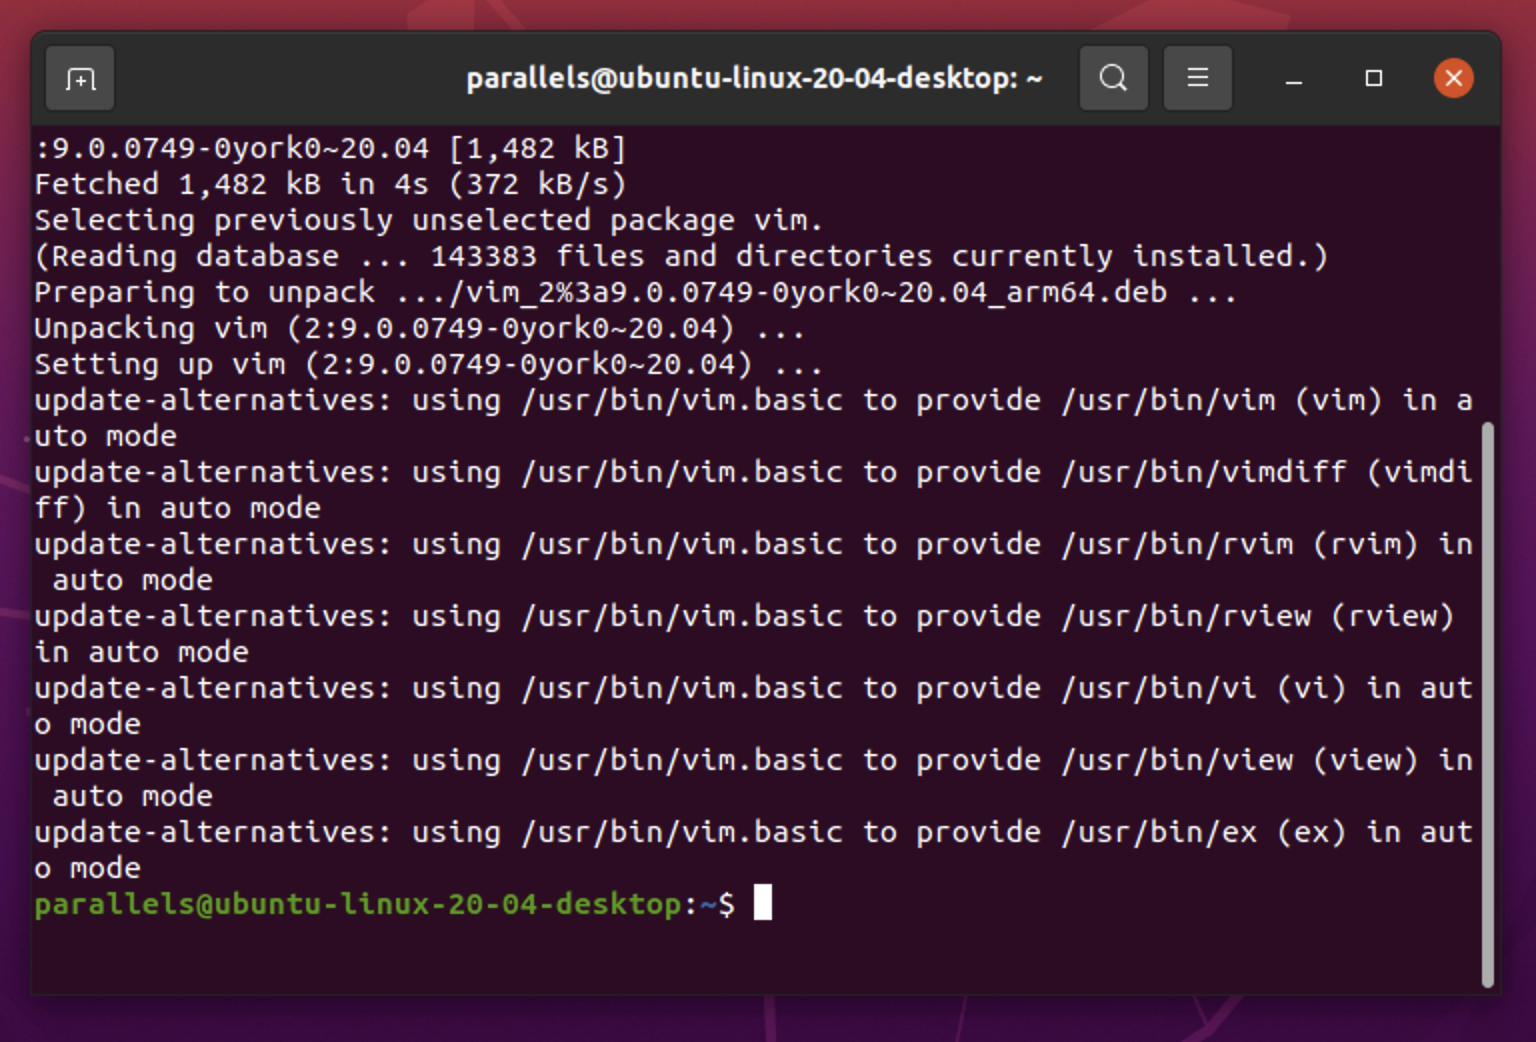 parallels@ubuntu-linux-20-04-desktop: ~
:9.0.0749-0york0~20.04 [1,482 kB]
Fetched 1,482 kB in 4s (372 kB/s)
Selecting previously unselected package vim.
(Reading database ... 143383 files and directories currently installed.)
Preparing to unpack .../vim_2%3a9.0.0749-0york0~20.04_arm64.deb ...
Unpacking vim (2:9.0.0749-0york0~20.04) ...
Setting up vim (2:9.0.0749-0york0~20.04) ...
update-alternatives: using /usr/bin/vim.basic to provide /usr/bin/vim (vim) in a
uto mode
update-alternatives: using /usr/bin/vim.basic to provide /usr/bin/vimdiff (vimdi
ff) in auto mode
update-alternatives: using /usr/bin/vim.basic to provide /usr/bin/rvim (rvim) in
 auto mode
update-alternatives: using /usr/bin/vim.basic to provide /usr/bin/rview (rview)
in auto mode
update-alternatives: using /usr/bin/vim.basic to provide /usr/bin/vi (vi) in aut
o mode
update-alternatives: using /usr/bin/vim.basic to provide /usr/bin/view (view) in
 auto mode
update-alternatives: using /usr/bin/vim.basic to provide /usr/bin/ex (ex) in aut
o mode
parallels@ubuntu-linux-20-04-desktop:~$